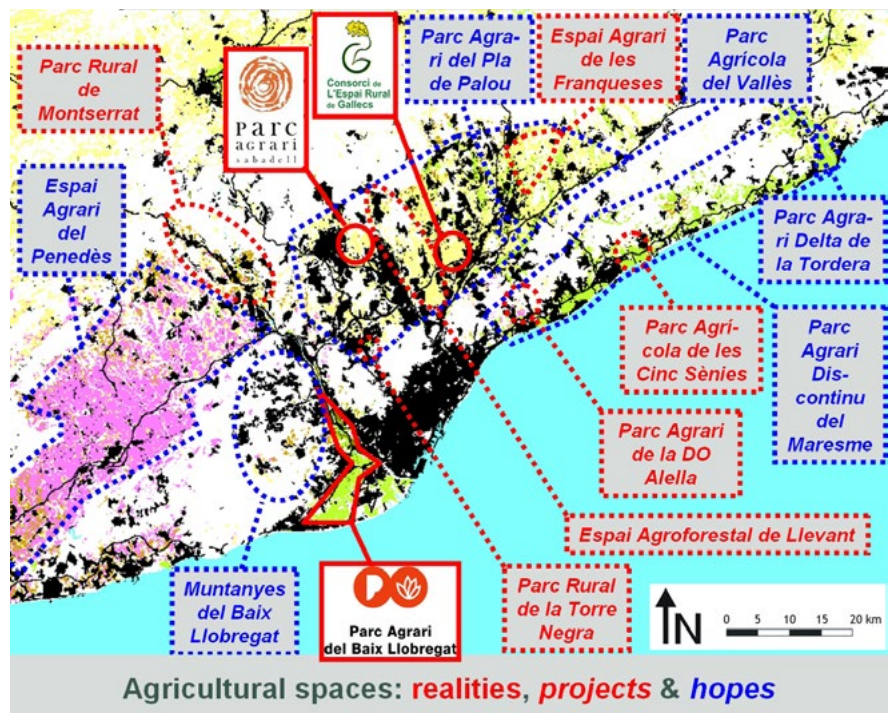 Parc Rural
de
Montserrat
parc
agrari
sabadell
Consorci de
L'Espai Rural
de Gallecs
Parc Agra-
ri del Pla
de Palou
Espai Agrari
de les
Franqueses
Parc
Agrícola
del Vallès
Espai
Agrari
del
Penedès
Parc Agra-
ri Delta de
la Tordera
Parc Agrí-
cola de les
Cinc Sènies
Parc
Agrari
Dis-
continu
del
Maresme
Parc Agrari
de la DO
Alella
Espai Agroforestal de Llevant
Muntanyes
del Baix
Llobregat
Parc Agrari
del Baix Llobregat
Parc Rural
de la Torre
Negra
N
0 5 10 15 20 km
Agricultural spaces: realities, projects & hopes